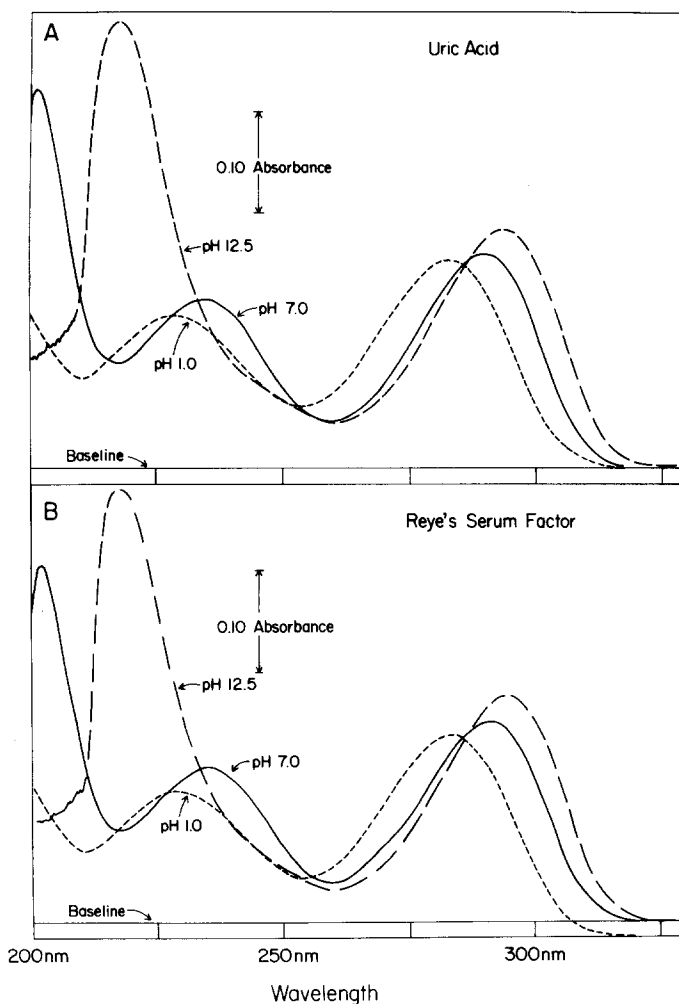 A
Uric Acid
0.10 Absorbance
pH 12.5
pH 7.0
pH 1.0
Baseline
B
Reye's Serum Factor
0.10 Absorbance
pH 12.5
pH 7.0
pH 1.0
Baseline
200nm 250nm 300nm
Wavelength